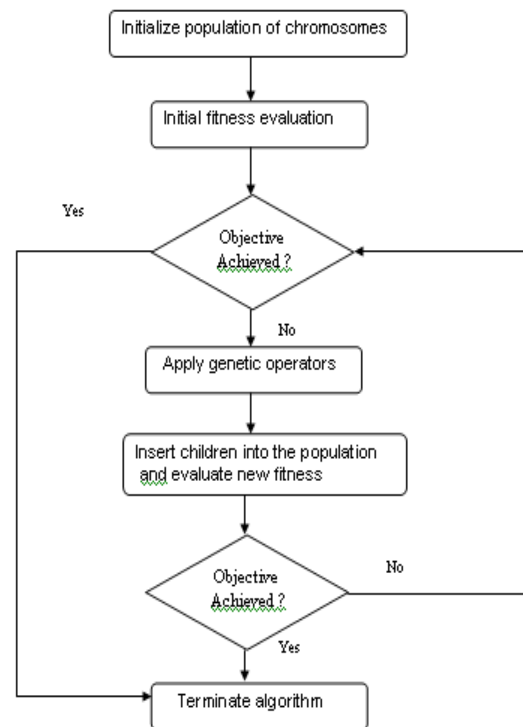 Initialize population of chromosomes
Initial fitness evaluation
Yes
Objective
Achieved ?
No
Apply genetic operators
Insert children into the population
and evaluate new fitness
Objective
Achieved ?
No
Yes
Terminate algorithm